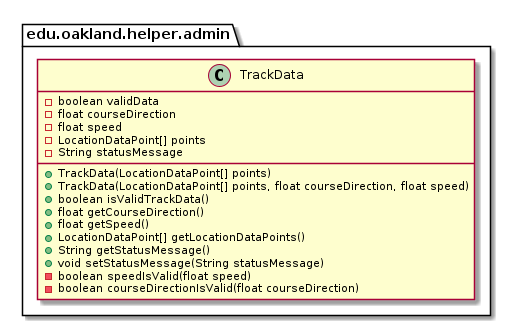 edu.oakland.helper.admin
C TrackData
boolean validData
float courseDirection
float speed
LocationDataPoint[] points
String statusMessage
TrackData(LocationDataPoint[] points)
TrackData(LocationDataPoint[] points, float courseDirection, float speed)
boolean isValidTrackData()
float getCourseDirection()
float getSpeed()
LocationDataPoint[] getLocationDataPoints()
String getStatusMessage()
void setStatusMessage(String statusMessage)
boolean speedIsValid(float speed)
boolean courseDirectionIsValid(float courseDirection)